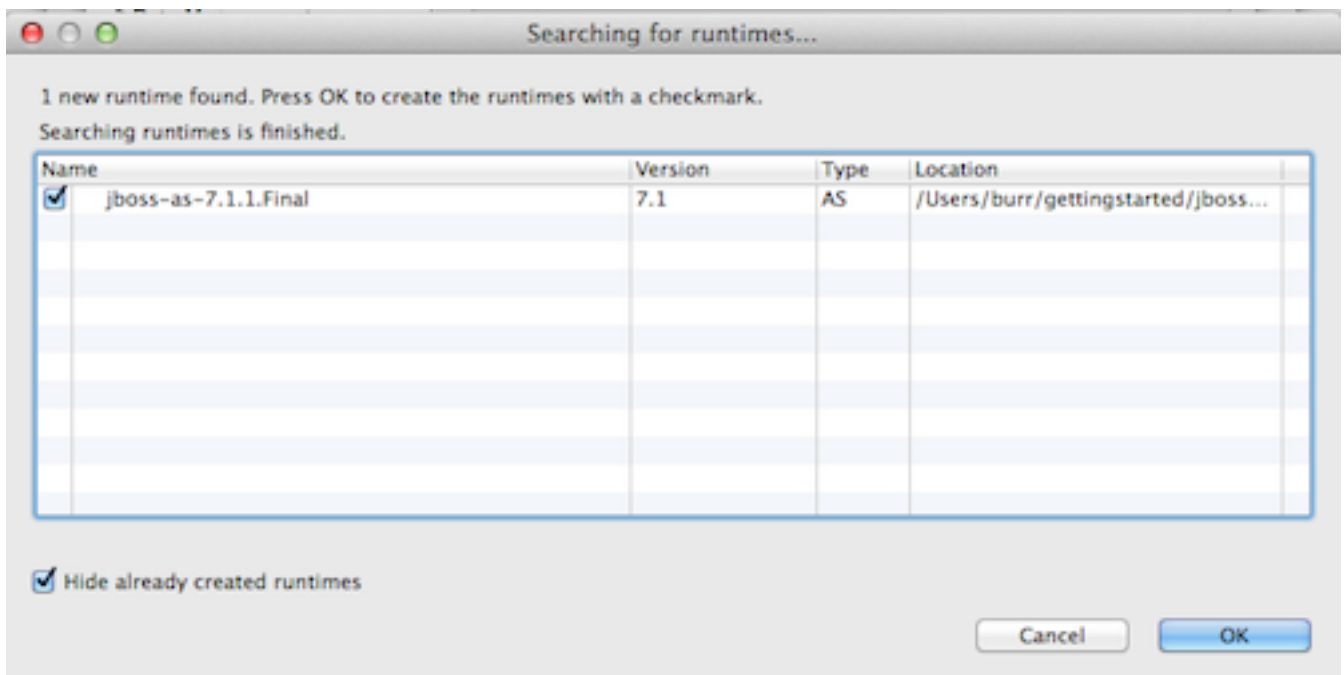 Searching for runtimes...
1 new runtime found. Press OK to create the runtimes with a checkmark.
Searching runtimes is finished.
Name Version Type Location
jboss-as-7.1.1.Final 7.1 AS /Users/burr/gettingstarted/jboss...
Hide already created runtimes
Cancel OK